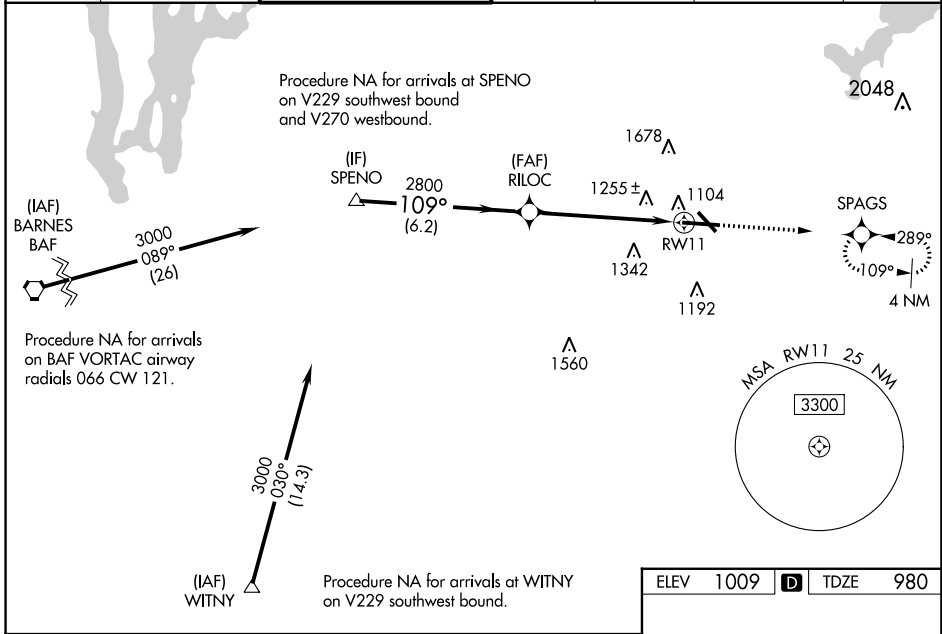 Procedure NA for arrivals at SPENO
on V229 southwest bound
and V270 westbound.
2048
1678
(IF)
SPENO
2800
109°
(6.2)
(FAF)
RILOC
1255 ±
1104
RW11
SPAGS
289°
109°
4 NM
(IAF)
BARNES
BAF
3000
089°
(26)
1342
1192
Procedure NA for arrivals
on BAF VORTAC airway
radials 066 CW 121.
1560
MSA RW11 25 NM
3300
3000
030°
(14.3)
(IAF)
WITNY
Procedure NA for arrivals at WITNY
on V229 southwest bound.
ELEV 1009 D TDZE 980